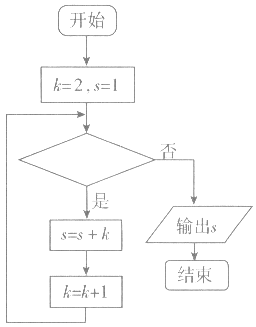 开始
k=2,s=1
否
是
s=s+k
输出s
k=k+1
结束